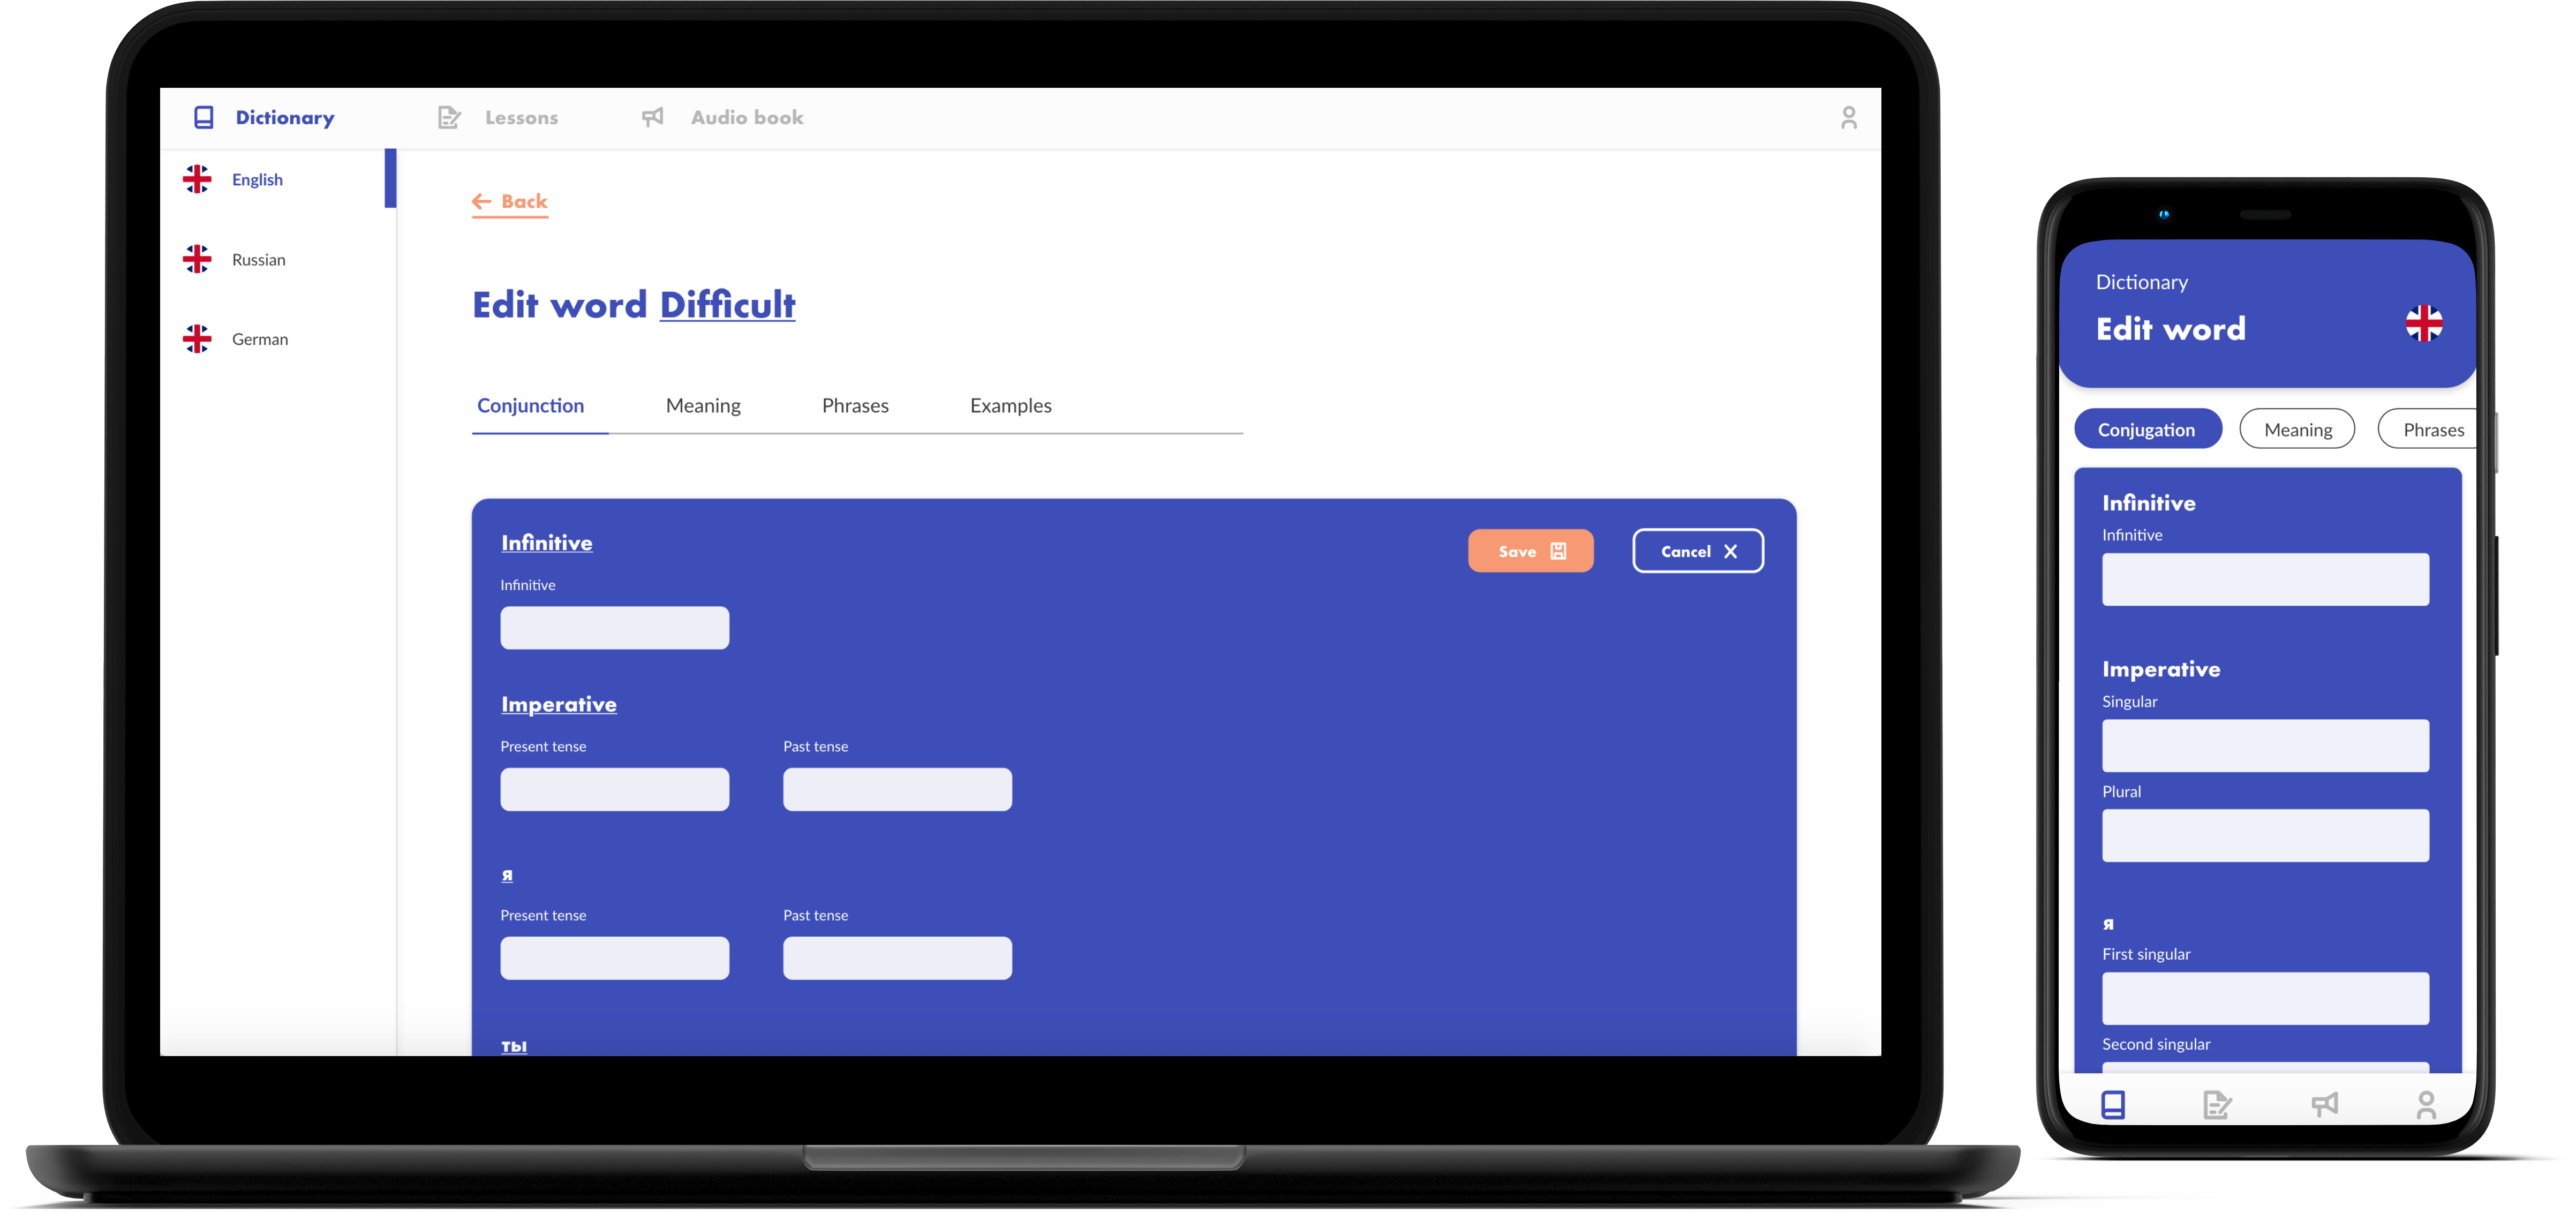 Dictionary Lessons Audio book
English
Russian
German
Back
Edit word Difficult
Conjunction Meaning Phrases Examples
Infinitive
Save Cancel
Infinitive
Imperative
Present tense Past tense
я
Present tense Past tense
ты
Dictionary
Edit word
Conjugation Meaning Phrases
Infinitive
Infinitive
Imperative
Singular
Plural
я
First singular
Second singular